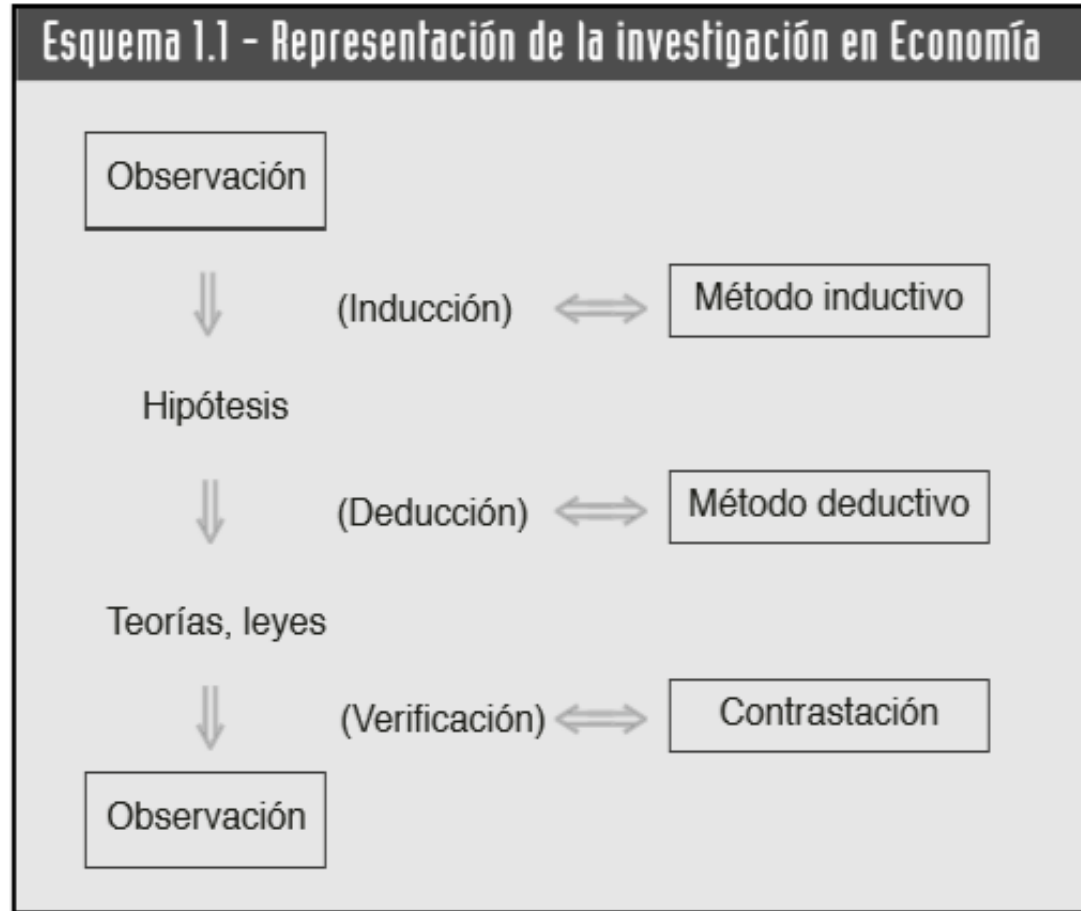 Esquema 1.1 - Representación de la investigación en Economía
Observación
(Inducción) Método inductivo
Hipótesis
(Deducción) Método deductivo
Teorías, leyes
(Verificación) Contrastación
Observación